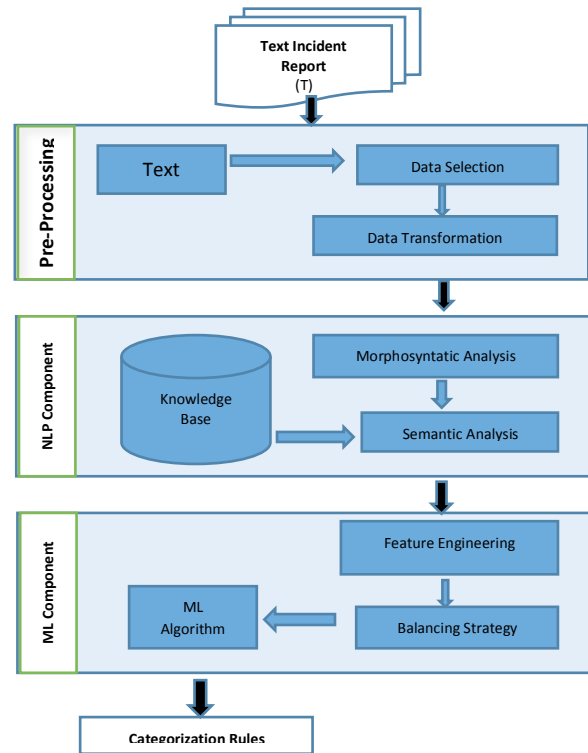 Text Incident
Report
(T)
Pre-Processing
Text
Data Selection
Data Transformation
NLP Component
Knowledge
Base
Morphosyntatic Analysis
Semantic Analysis
ML Component
Feature Engineering
ML
Algorithm
Balancing Strategy
Categorization Rules